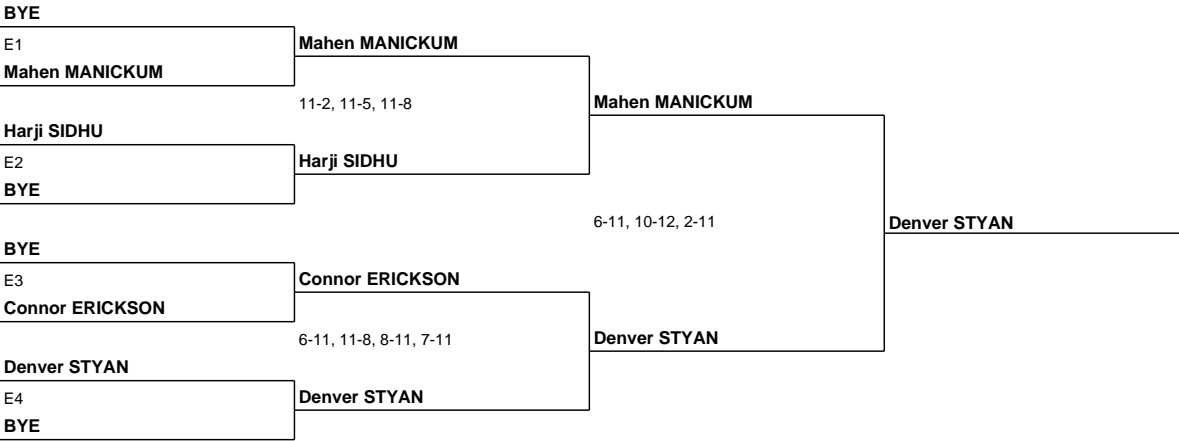 BYE
E1
Mahen MANICKUM
Mahen MANICKUM
11-2, 11-5, 11-8
Mahen MANICKUM
Harji SIDHU
E2
Harji SIDHU
BYE
6-11, 10-12, 2-11
Denver STYAN
BYE
E3
Connor ERICKSON
Connor ERICKSON
6-11, 11-8, 8-11, 7-11
Denver STYAN
Denver STYAN
E4
Denver STYAN
BYE